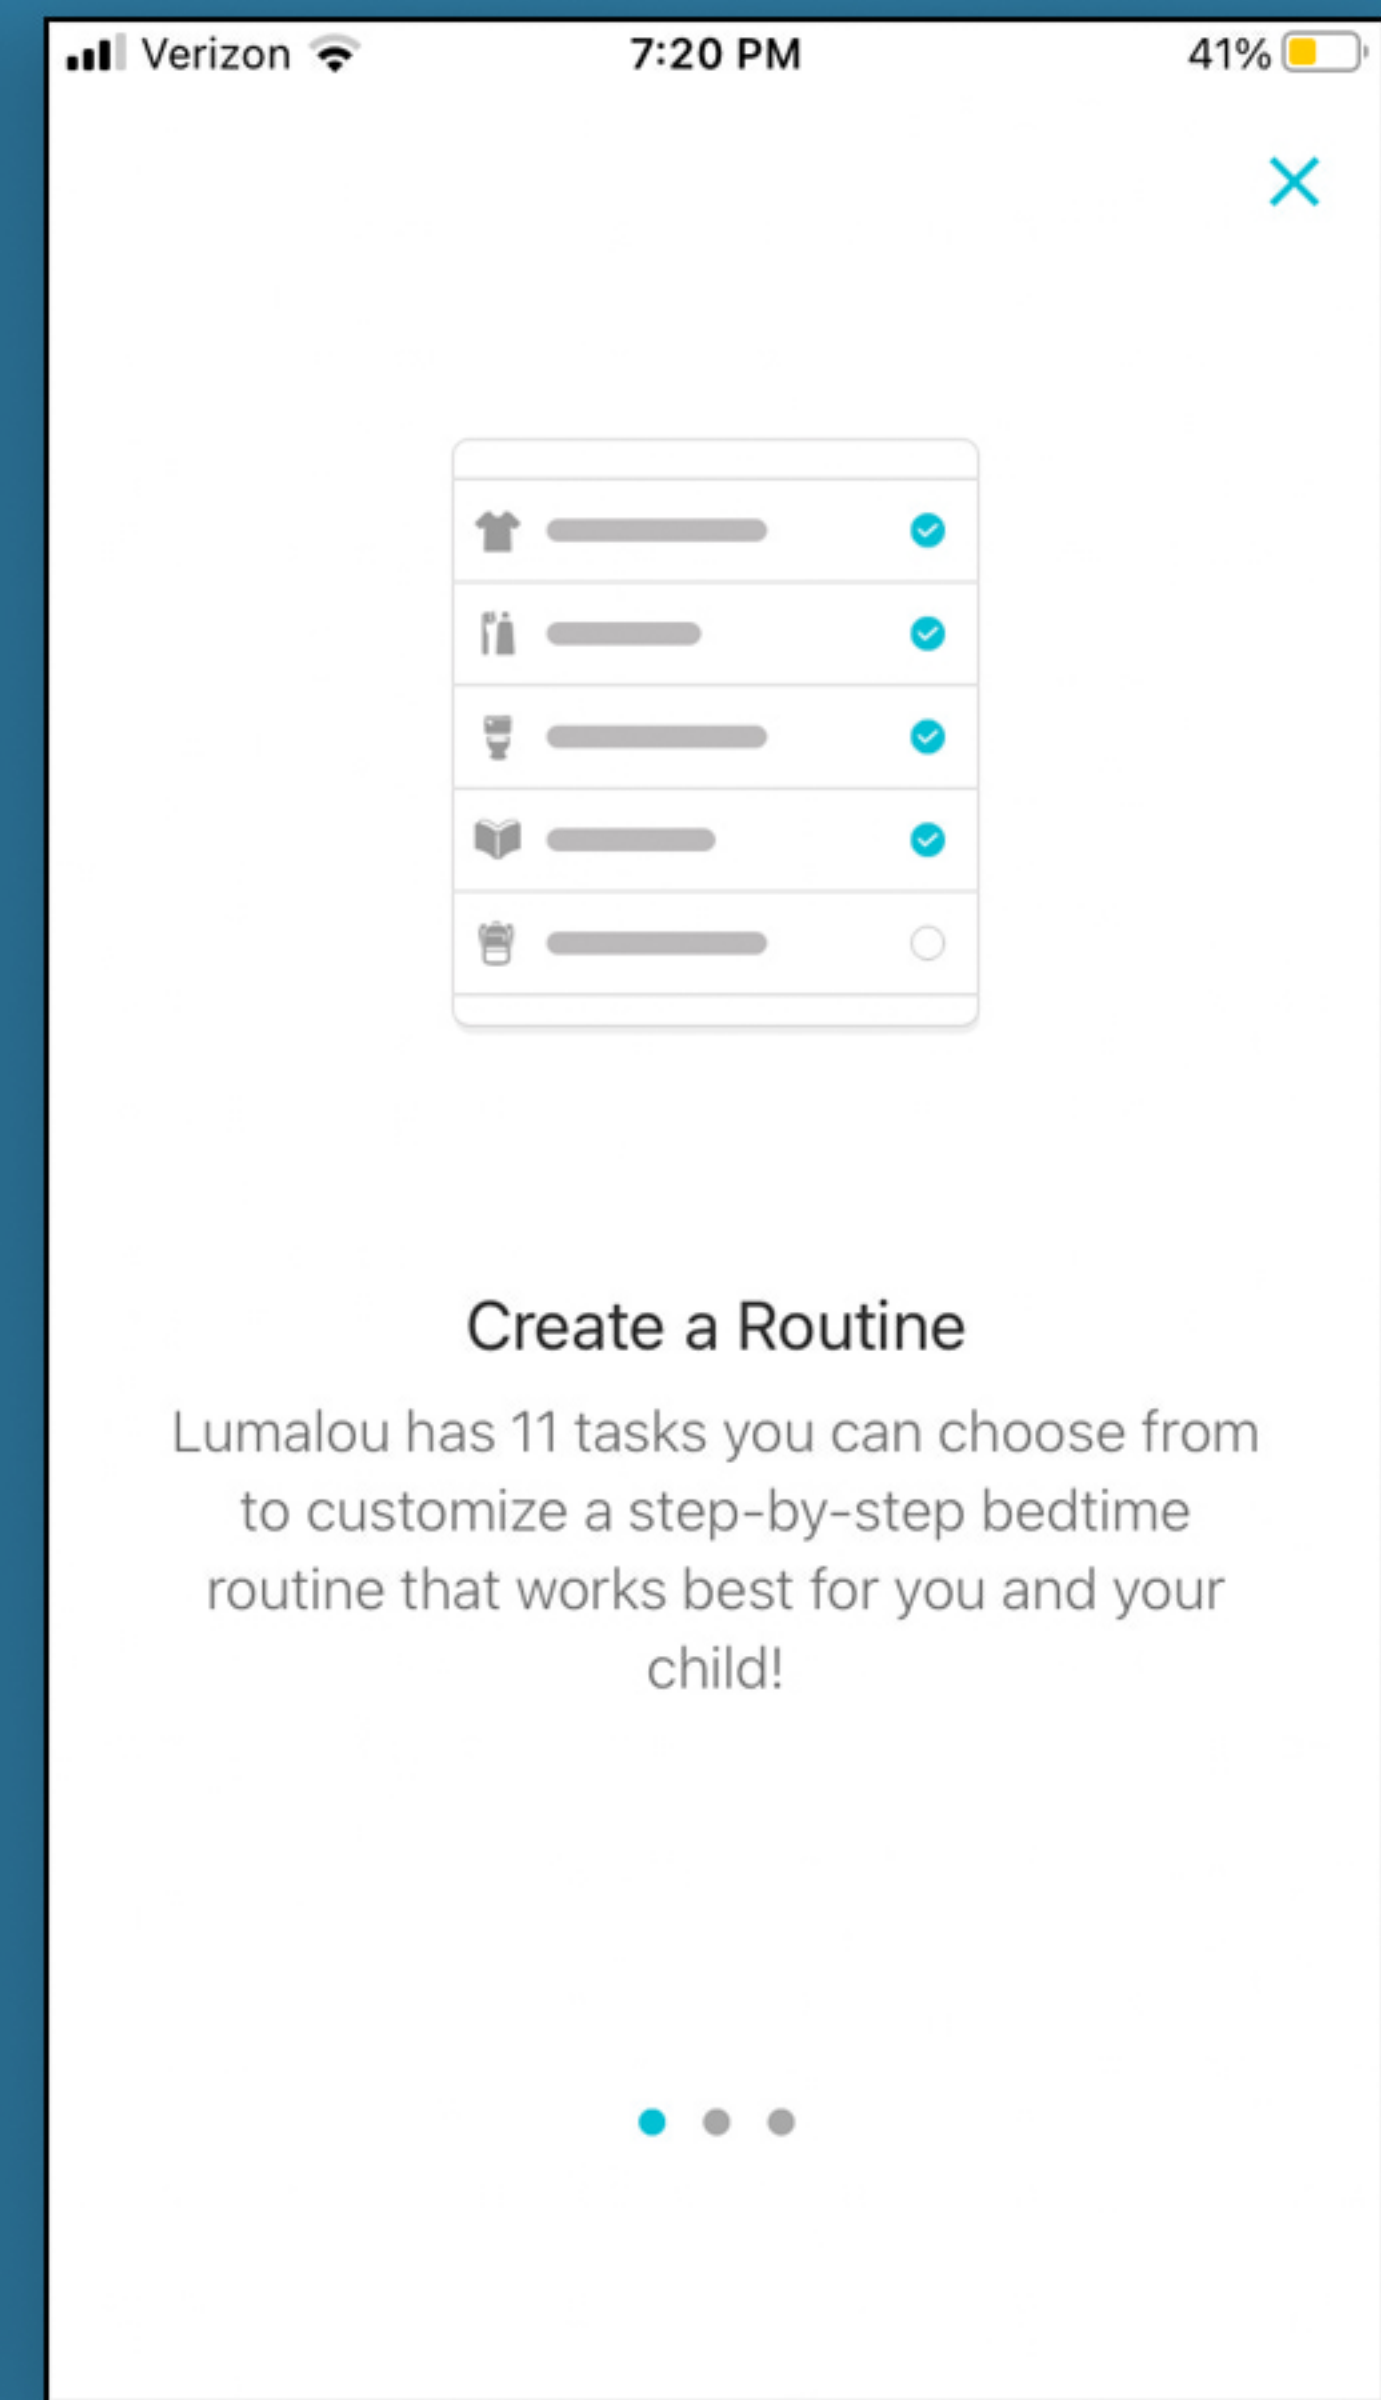 Verizon 7:20 PM 41%
Create a Routine
Lumalou has 11 tasks you can choose from
to customize a step-by-step bedtime
routine that works best for you and your
child!